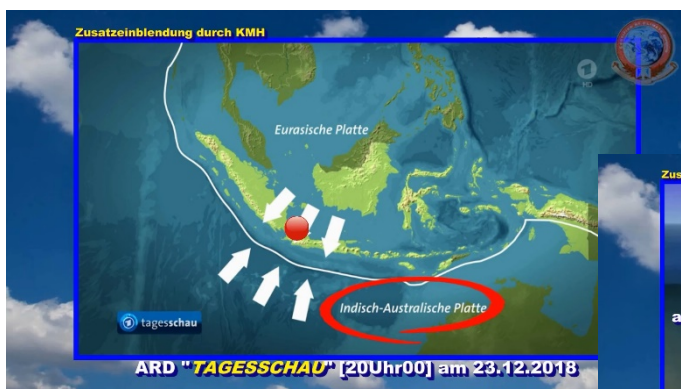 Zusatzeinblendung durch KMH
Eurasische Platte
Indisch-Australische Platte
tagesschau
ARD "TAGESSCHAU" [20Uhr00] am 23.12.2018
Zus
a